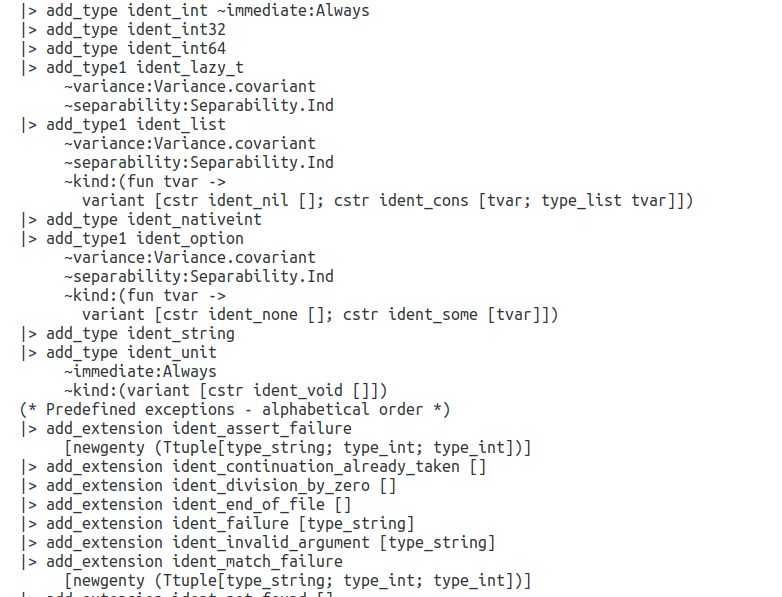 |> add_type ident_int ~immediate:Always
|> add_type ident_int32
|> add_type ident_int64
|> add_type1 ident_lazy_t
     ~variance:Variance.covariant
     ~separability:Separability.Ind
|> add_type1 ident_list
     ~variance:Variance.covariant
     ~separability:Separability.Ind
     ~kind:(fun tvar ->
       variant [cstr ident_nil []; cstr ident_cons [tvar; type_list tvar]])
|> add_type ident_nativeint
|> add_type1 ident_option
     ~variance:Variance.covariant
     ~separability:Separability.Ind
     ~kind:(fun tvar ->
       variant [cstr ident_none []; cstr ident_some [tvar]])
|> add_type ident_string
|> add_type ident_unit
     ~immediate:Always
     ~kind:(variant [cstr ident_void []])
(* Predefined exceptions - alphabetical order *)
|> add_extension ident_assert_failure
     [newgenty (Ttuple[type_string; type_int; type_int])]
|> add_extension ident_continuation_already_taken []
|> add_extension ident_division_by_zero []
|> add_extension ident_end_of_file []
|> add_extension ident_failure [type_string]
|> add_extension ident_invalid_argument [type_string]
|> add_extension ident_match_failure
     [newgenty (Ttuple[type_string; type_int; type_int])]